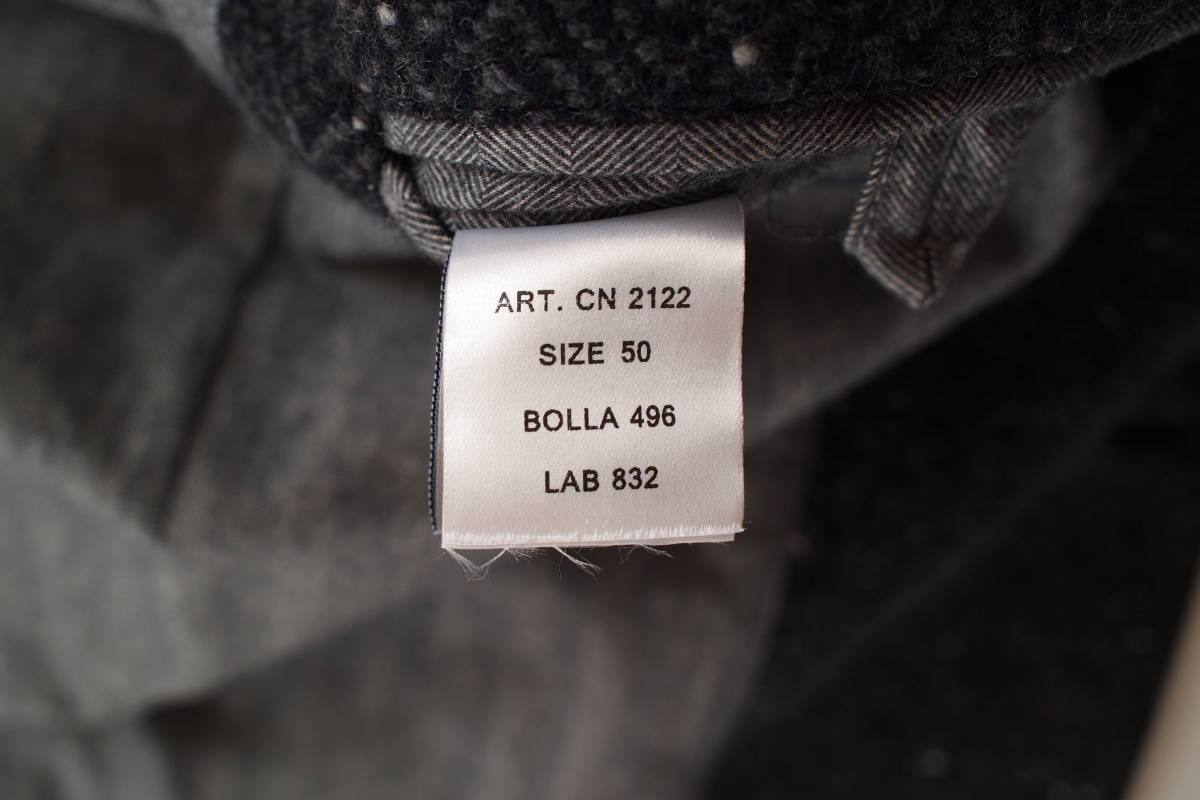 ART. CN 2122
SIZE 50
BOLLA 496
LAB 832